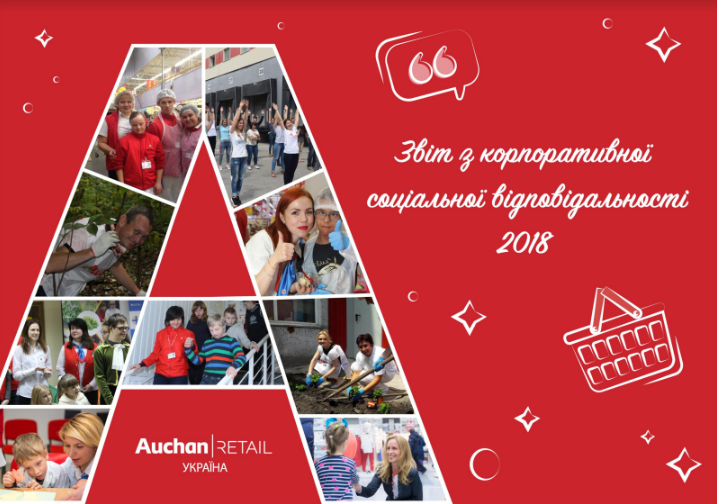 Звіт з корпоративної
соціальної відповідальності
2018
Auchan | RETAIL
УКРАЇНА